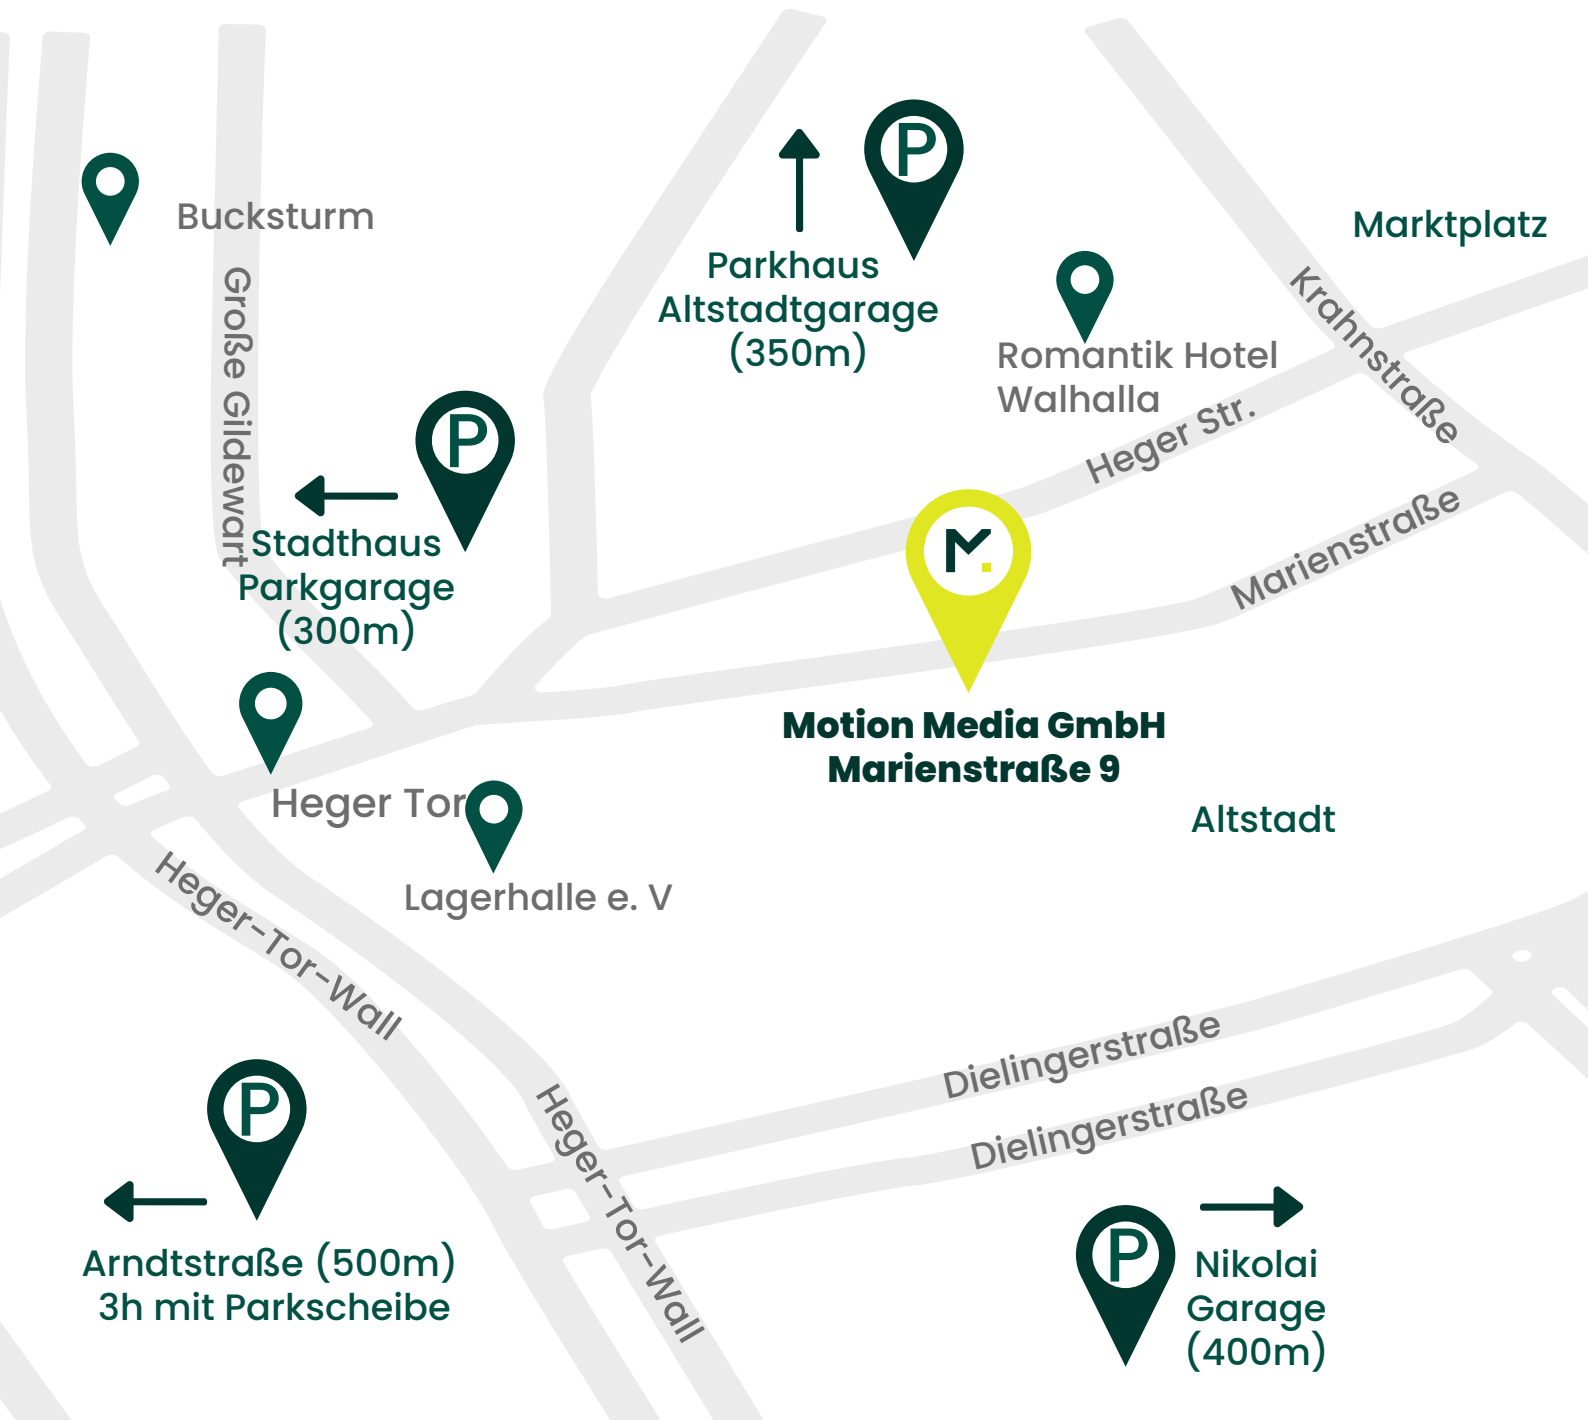 P
Bucksturm
Marktplatz
Parkhaus
Altstadtgarage
(350m)
Große Gildewart
Krahnstraße
Romantik Hotel
Walhalla
Heger Str.
P
Stadthaus
Parkgarage
(300m)
M.
Marienstraße
Motion Media GmbH
Marienstraße 9
Heger Tor
Altstadt
Lagerhalle e. V
Heger-Tor-Wall
Dielingerstraße
Dielingerstraße
Heger-Tor-Wall
P
Arndtstraße (500m)
3h mit Parkscheibe
P
Nikolai
Garage
(400m)